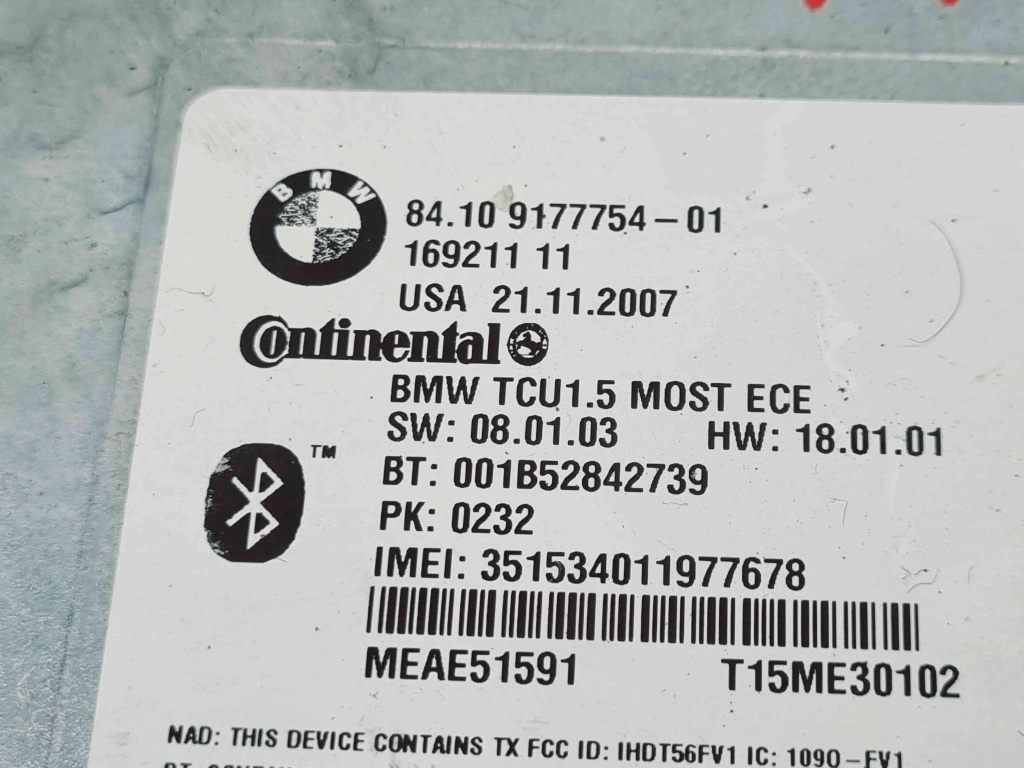 BMW
84.10 9177754-01
169211 11
USA 21.11.2007
Continental
BMW TCU1.5 MOST ECE
SW: 08.01.03 HW: 18.01.01
TM
BT: 001B52842739
PK: 0232
IMEI: 351534011977678
MEAE51591 T15ME30102
NAD: THIS DEVICE CONTAINS TX FCC ID: IHDT56FV1 IC: 1090-FV1